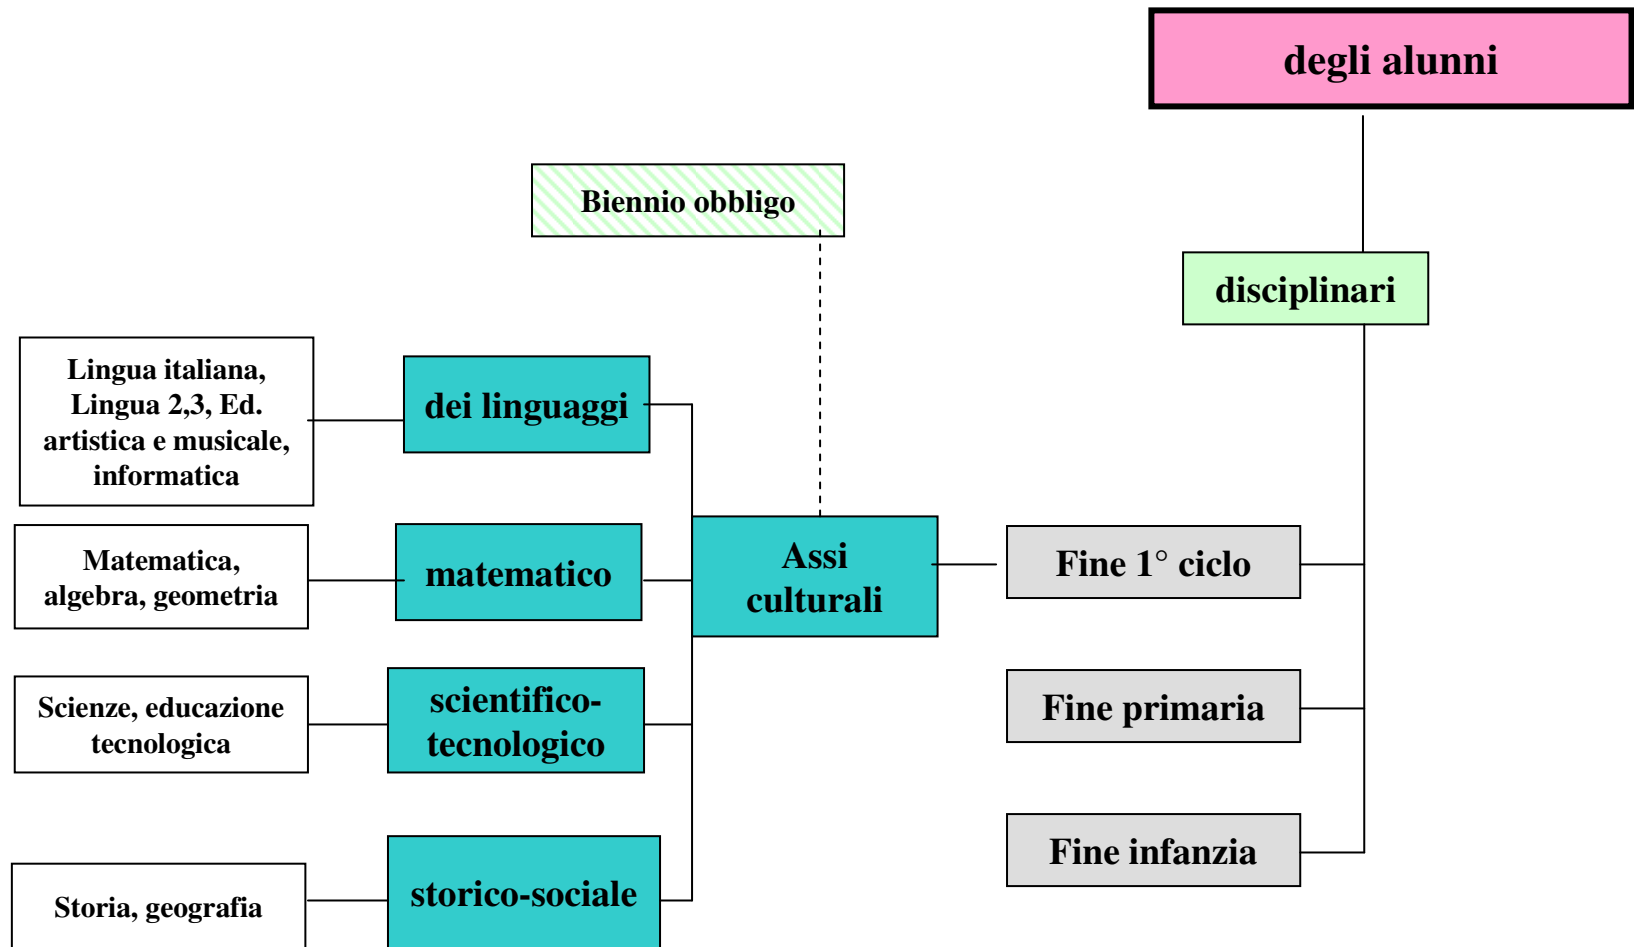 degli alunni
Biennio obbligo
disciplinari
Lingua italiana,
Lingua 2,3, Ed.
artistica e musicale,
informatica
dei linguaggi
Matematica,
algebra, geometria
matematico
Assi
culturali
Fine 1° ciclo
Scienze, educazione
tecnologica
scientifico-
tecnologico
Fine primaria
Storia, geografia
storico-sociale
Fine infanzia